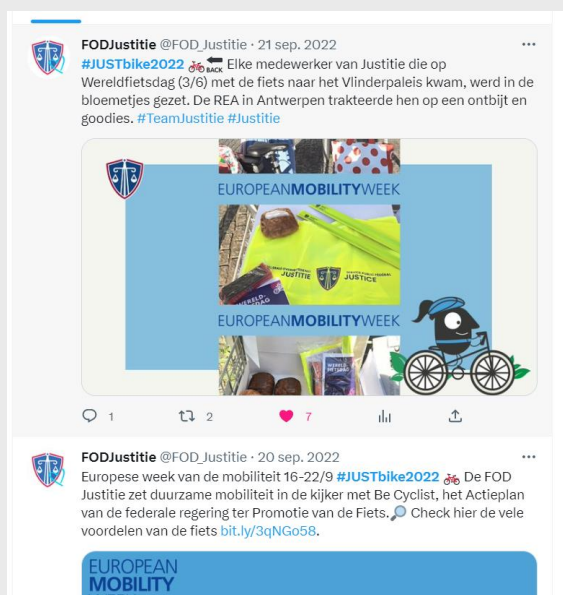 FODJustitie @FOD_Justitie · 21 sep. 2022
#JUSTbike2022 BACK Elke medewerker van Justitie die op
Wereldfietsdag (3/6) met de fiets naar het Vlinderpaleis kwam, werd in de
bloemetjes gezet. De REA in Antwerpen trakteerde hen op een ontbijt en
goodies. #TeamJustitie #Justitie
EUROPEANMOBILITYWEEK
JUSTITIE
JUSTICE
WERELD-
EUROPEANMOBILITYWEEK
WERELD
1
2
7
FODJustitie @FOD_Justitie · 20 sep. 2022
Europese week van de mobiliteit 16-22/9 #JUSTbike2022 De FOD
Justitie zet duurzame mobiliteit in de kijker met Be Cyclist, het Actieplan
van de federale regering ter Promotie van de Fiets. Check hier de vele
voordelen van de fiets bit.ly/3qNGo58.
EUROPEAN
MOBILITY